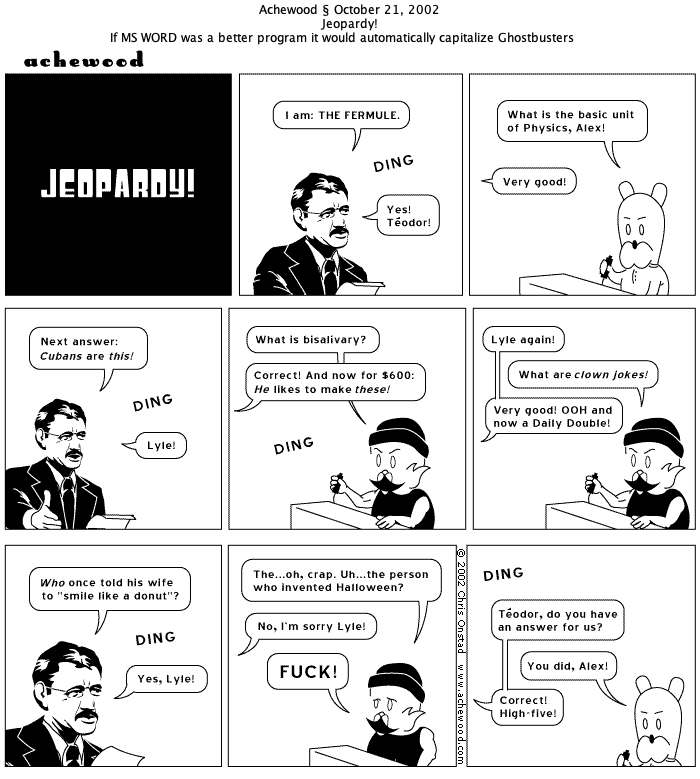 Achewood § October 21, 2002
Jeopardy!
If MS WORD was a better program it would automatically capitalize Ghostbusters
achewood
JEOPARDY!
I am: THE FERMULE.
DING
Yes!
Téodor!
What is the basic unit
of Physics, Alex!
Very good!
Next answer:
Cubans are this!
DING
Lyle!
What is bisalivary?
Correct! And now for $600:
He likes to make these!
DING
Lyle again!
What are clown jokes!
Very good! OOH and
now a Daily Double!
Who once told his wife
to "smile like a donut"?
DING
Yes, Lyle!
The...oh, crap. Uh...the person
who invented Halloween?
No, I'm sorry Lyle!
FUCK!
© 2002 Chris Onstad www.achewood.com
DING
Téodor, do you have
an answer for us?
You did, Alex!
Correct!
High-five!